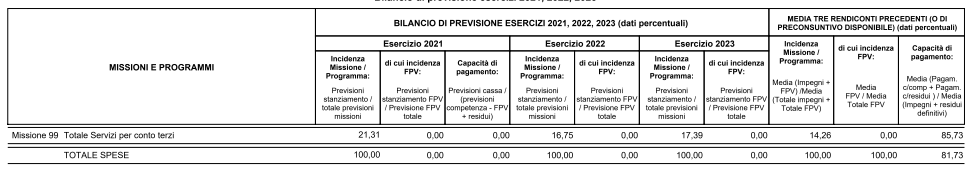 BILANCIO DI PREVISIONE ESERCIZI 2021, 2022, 2023 (dati percentuali)
MEDIA TRE RENDICONTI PRECEDENTI (O DI PRECONSUNTIVO DISPONIBILE) (dati percentuali)
MISSIONI E PROGRAMMI
Esercizio 2021
Esercizio 2022
Esercizio 2023
Incidenza Missione / Programma: Previsioni stanziamento / totale previsioni missioni
di cui incidenza FPV: Previsioni stanziamento FPV / Previsione FPV totale
Capacità di pagamento: Previsioni cassa / (previsioni competenza - FPV + residui)
Incidenza Missione / Programma: Previsioni stanziamento / totale previsioni missioni
di cui incidenza FPV: Previsioni stanziamento FPV / Previsione FPV totale
Incidenza Missione / Programma: Previsioni stanziamento / totale previsioni missioni
di cui incidenza FPV: Previsioni stanziamento FPV / Previsione FPV totale
Incidenza Missione / Programma: Media (Impegni + FPV) /Media (Totale impegni + Totale FPV)
di cui incidenza FPV: Media FPV / Media Totale FPV
Capacità di pagamento: Media (Pagam. c/comp + Pagam. c/residui ) / Media (Impegni + residui definitivi)
Missione 99 Totale Servizi per conto terzi 21,31 0,00 0,00 16,75 0,00 17,39 0,00 14,26 0,00 85,73
TOTALE SPESE 100,00 0,00 0,00 100,00 0,00 100,00 0,00 100,00 100,00 81,73